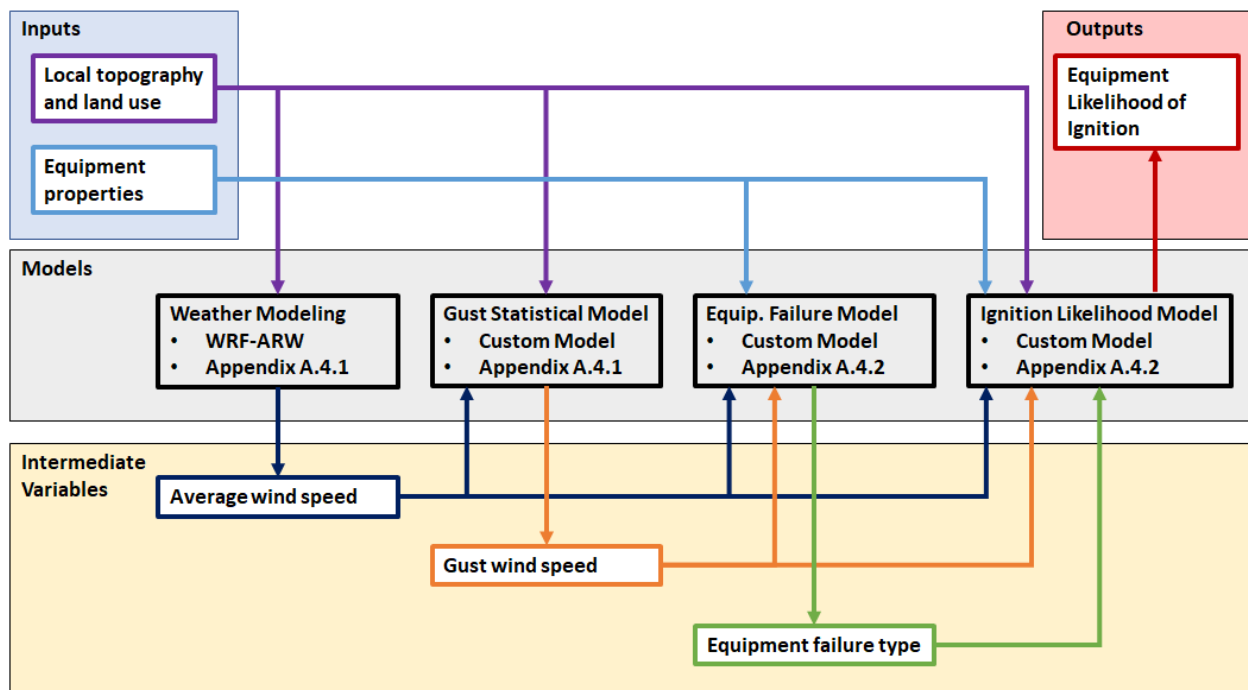 Inputs
Local topography
and land use
Equipment
properties
Outputs
Equipment
Likelihood of
Ignition
Models
Weather Modeling
• WRF-ARW
• Appendix A.4.1
Gust Statistical Model
• Custom Model
• Appendix A.4.1
Equip. Failure Model
• Custom Model
• Appendix A.4.2
Ignition Likelihood Model
• Custom Model
• Appendix A.4.2
Intermediate
Variables
Average wind speed
Gust wind speed
Equipment failure type